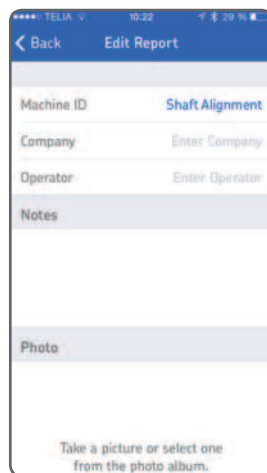 TELIA 10:22 29 %
Back Edit Report
Machine ID Shaft Alignment
Company Enter Company
Operator Enter Operator
Notes
Photo
Take a picture or select one
from the photo album.